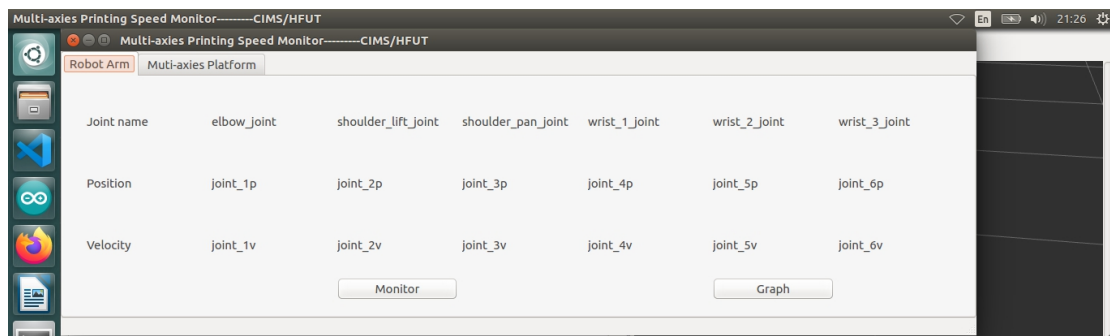 Multi-axies Printing Speed Monitor---------CIMS/HFUT En 21:26
Multi-axies Printing Speed Monitor---------CIMS/HFUT
Robot Arm Muti-axies Platform
Joint name elbow_joint shoulder_lift_joint shoulder_pan_joint wrist_1_joint wrist_2_joint wrist_3_joint
Position joint_1p joint_2p joint_3p joint_4p joint_5p joint_6p
Velocity joint_1v joint_2v joint_3v joint_4v joint_5v joint_6v
Monitor Graph